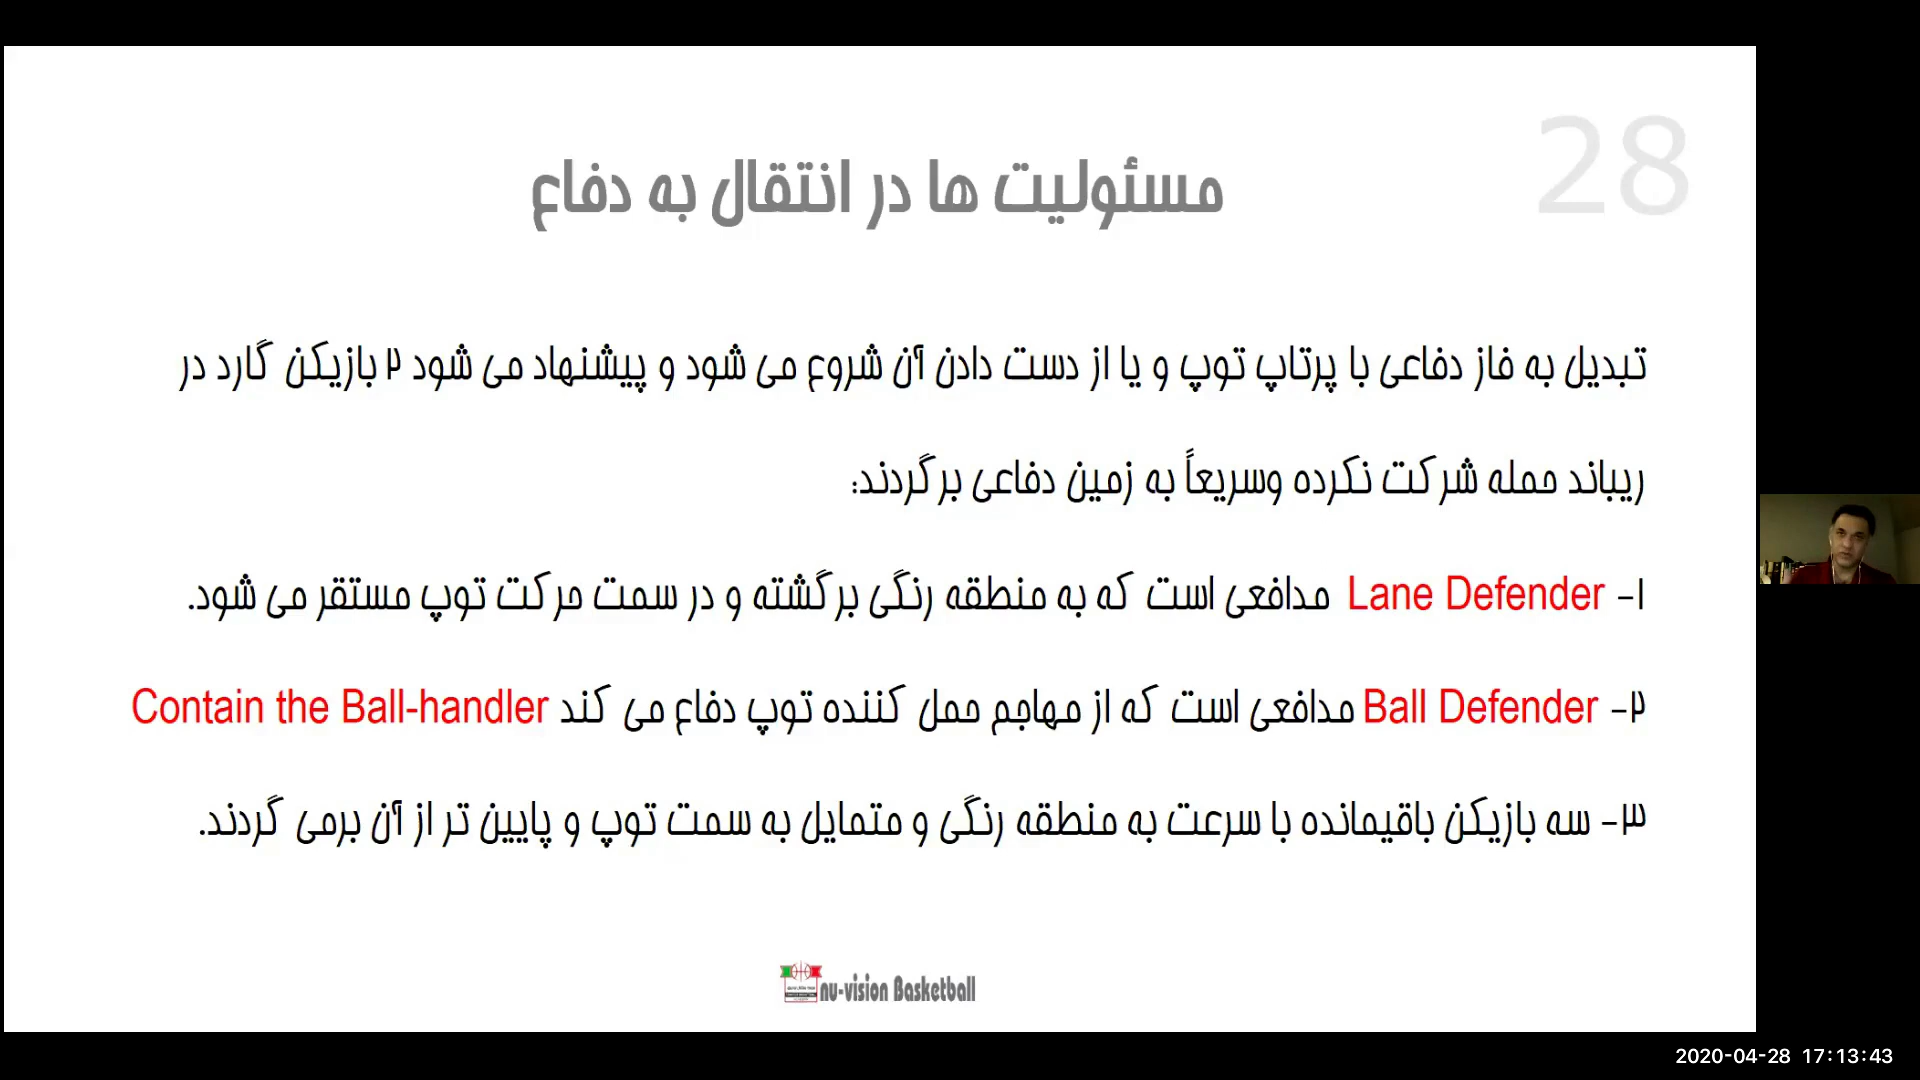 28
مسئولیت ها در انتقال به دفاع
تبدیل به فاز دفاعی با پرتاپ توپ و یا از دست دادن آن شروع می شود و پیشنهاد می شود ۲ بازیکن گارد در
ریباند حمله شرکت نکرده وسریعاً به زمین دفاعی برگردند:
۱- Lane Defender مدافعی است که به منطقه رنگی برگشته و در سمت حرکت توپ مستقر می شود.
۲- Ball Defender مدافعی است که از مهاجم حمل کننده توپ دفاع می کند Contain the Ball-handler
۳- سه بازیکن باقیمانده با سرعت به منطقه رنگی و متمایل به سمت توپ و پایین تر از آن برمی گردند.
nu-vision Basketball
2020-04-28 17:13:43